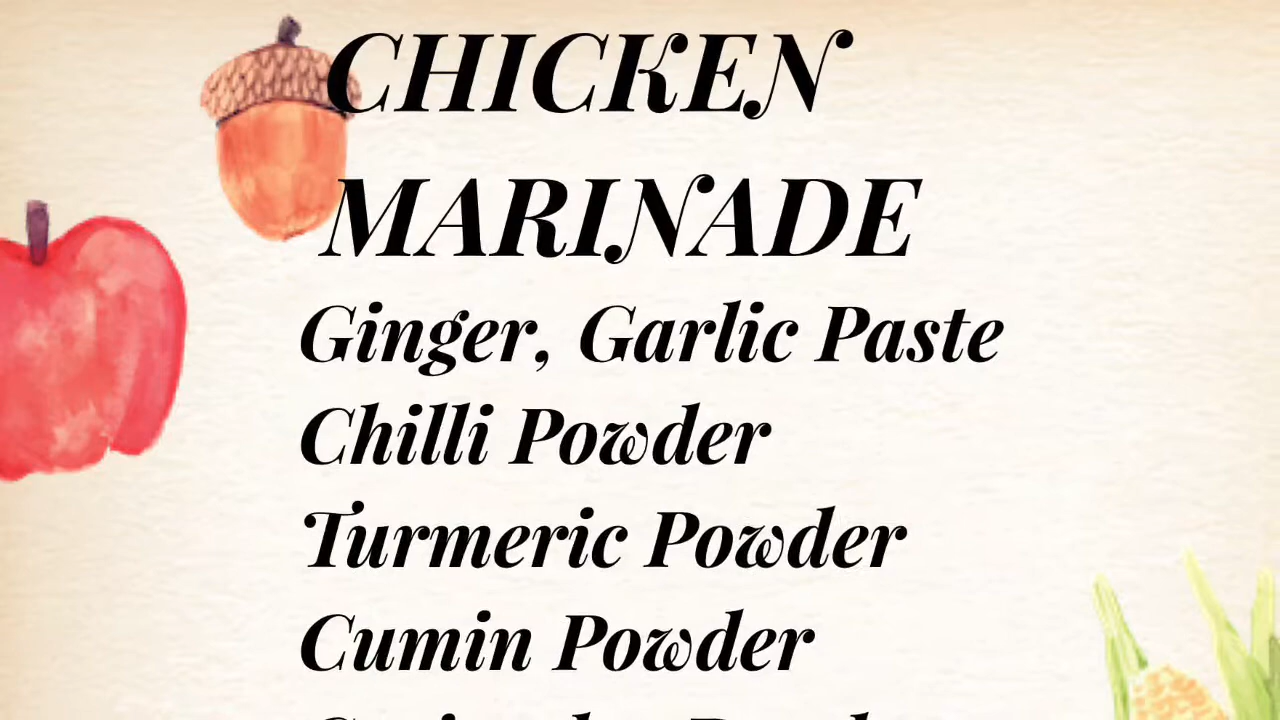 CHICKEN
MARINADE
Ginger, Garlic Paste
Chilli Powder
Turmeric Powder
Cumin Powder